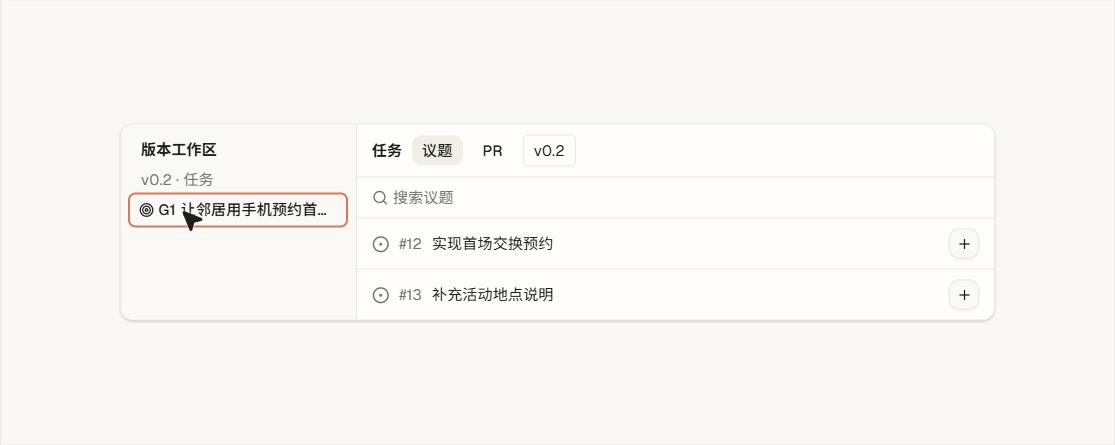 版本工作区
v0.2 · 任务
G1 让邻居用手机预约首...
任务 议题 PR v0.2
搜索议题
#12 实现首场交换预约
#13 补充活动地点说明